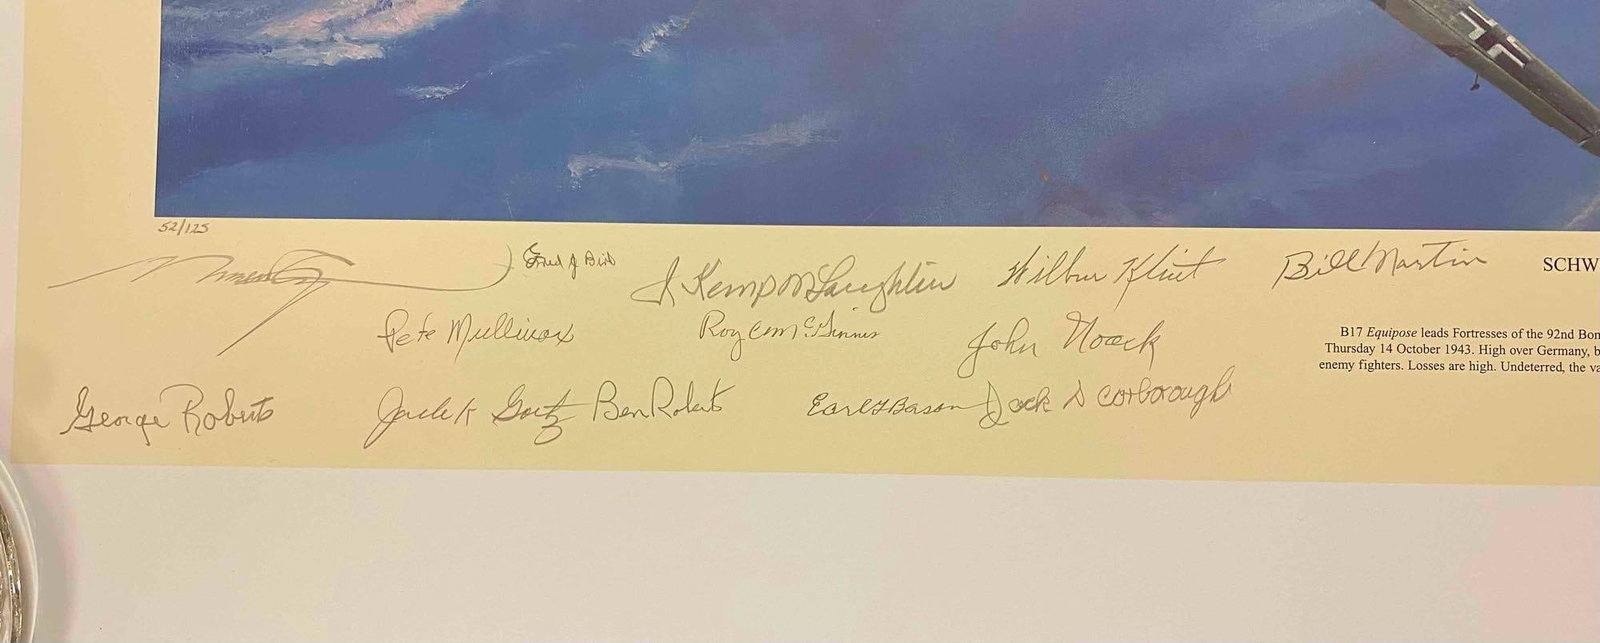 52/125
Fred J Bird J Kemp McLaughlin Wilbur Klint Bill Martin SCHW
Pete Mullinax Roy C McGinnis John Noack
B17 Equipose leads Fortresses of the 92nd Bon
Thursday 14 October 1943. High over Germany, b
enemy fighters. Losses are high. Undeterred, the va
George Roberts Jack K Goetz Ben Roberts Earl F Bason Jack D Scarborough